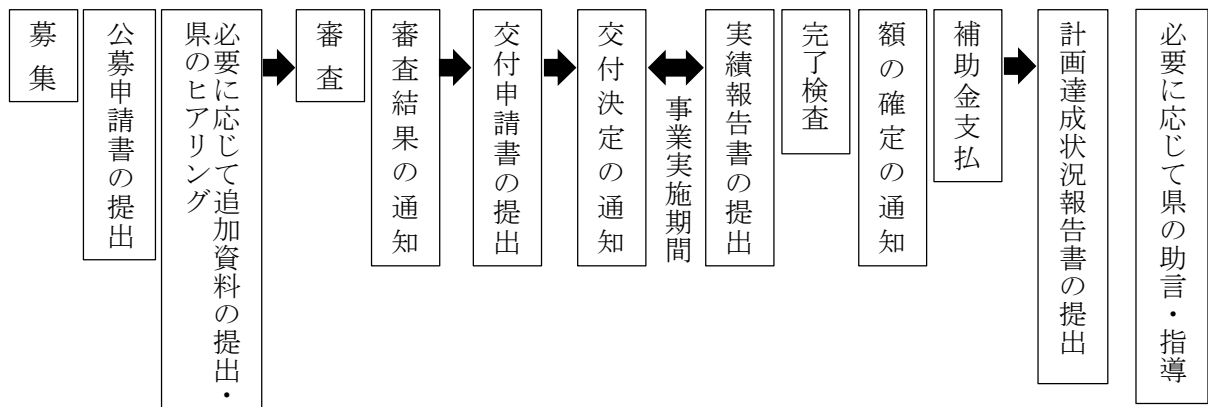 募集
公募申請書の提出
必要に応じて追加資料の提出・
県のヒアリング
審査
審査結果の通知
交付申請書の提出
交付決定の通知
事業実施期間
実績報告書の提出
完了検査
額の確定の通知
補助金支払
計画達成状況報告書の提出
必要に応じて県の助言・指導